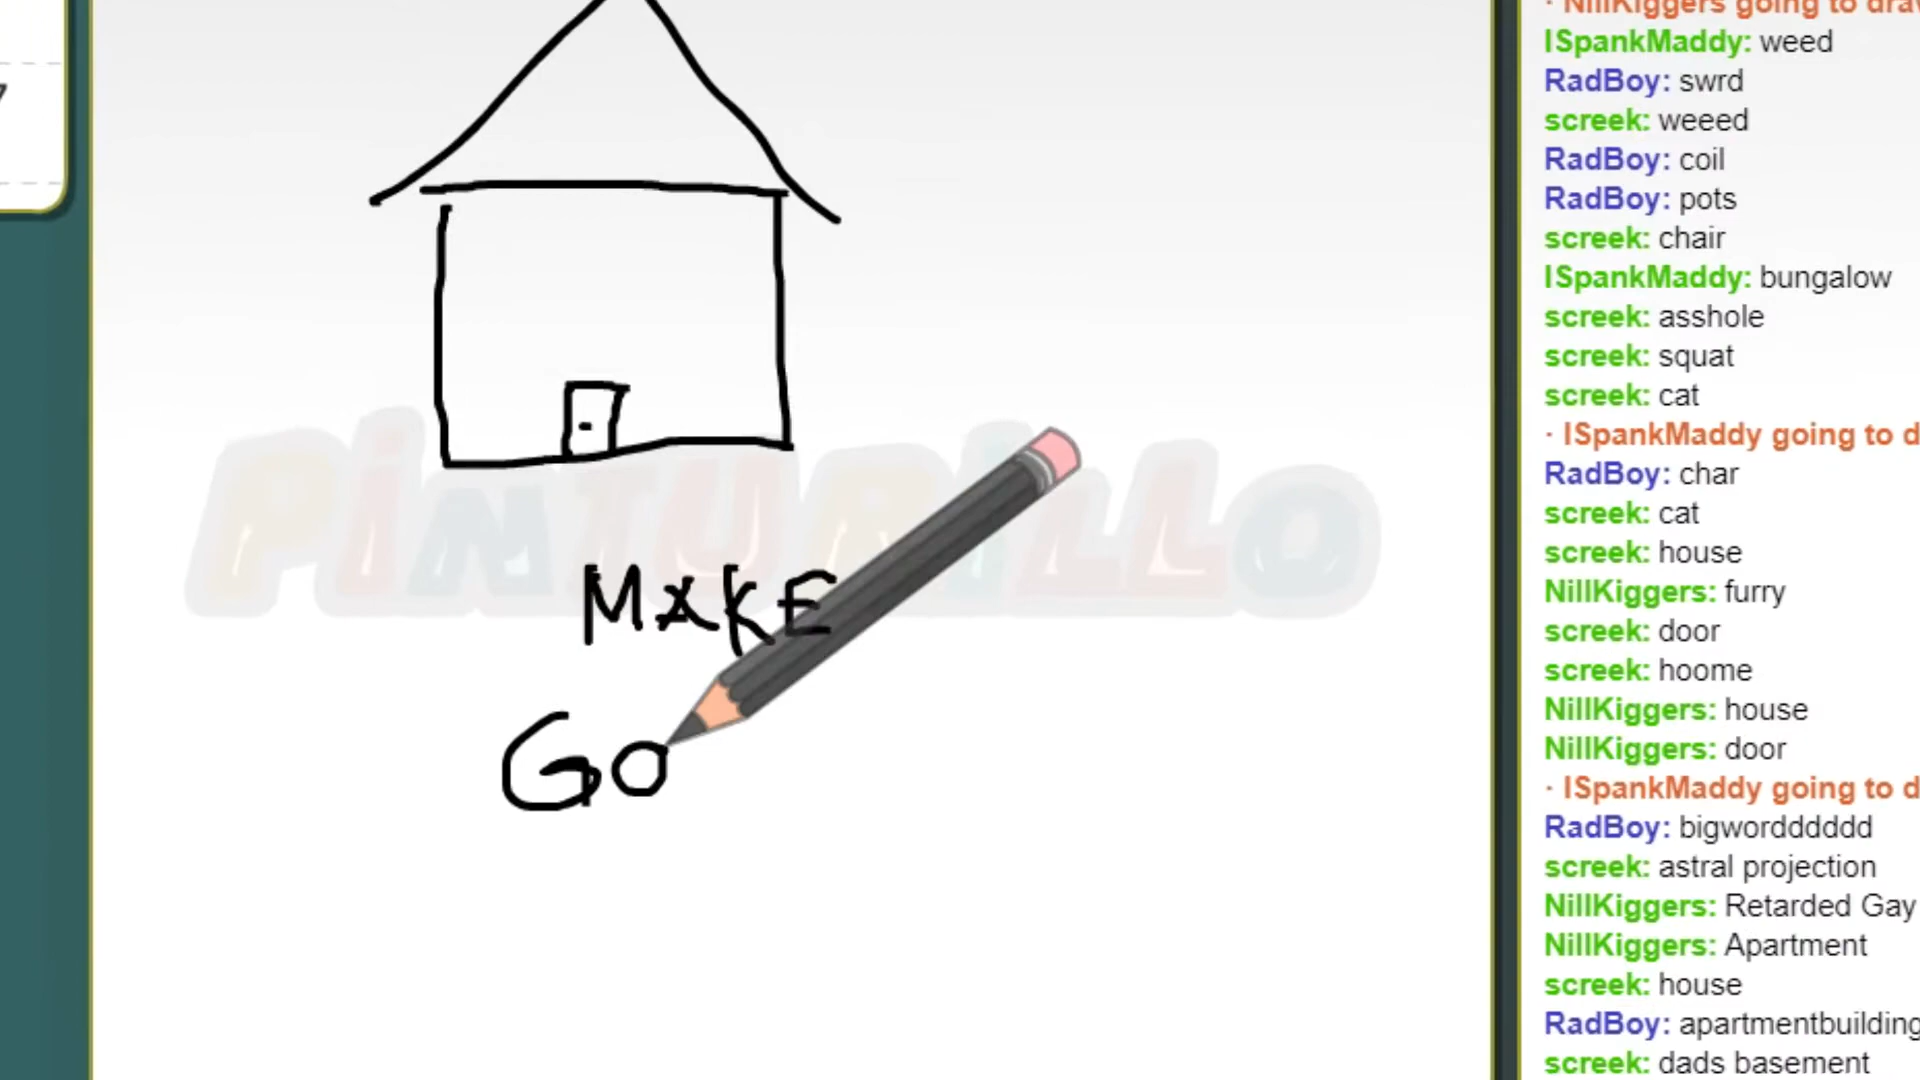 7
PINTURILLO
MAKE
GO
· NillKiggers going to draw
ISpankMaddy: weed
RadBoy: swrd
screek: weeed
RadBoy: coil
RadBoy: pots
screek: chair
ISpankMaddy: bungalow
screek: asshole
screek: squat
screek: cat
· ISpankMaddy going to d
RadBoy: char
screek: cat
screek: house
NillKiggers: furry
screek: door
screek: hoome
NillKiggers: house
NillKiggers: door
· ISpankMaddy going to d
RadBoy: bigwordddddd
screek: astral projection
NillKiggers: Retarded Gay
NillKiggers: Apartment
screek: house
RadBoy: apartmentbuilding
screek: dads basement